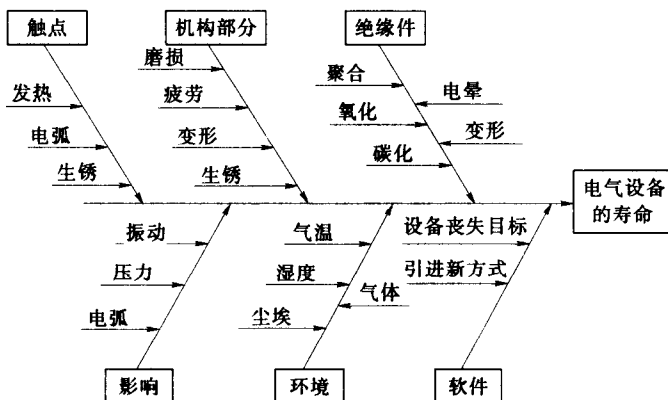 触点
机构部分
绝缘件
磨损
聚合
发热
疲劳
电晕
氧化
电弧
变形
变形
碳化
生锈
生锈
电气设备
的寿命
振动
气温
设备丧失目标
压力
湿度
引进新方式
气体
电弧
尘埃
影响
环境
软件